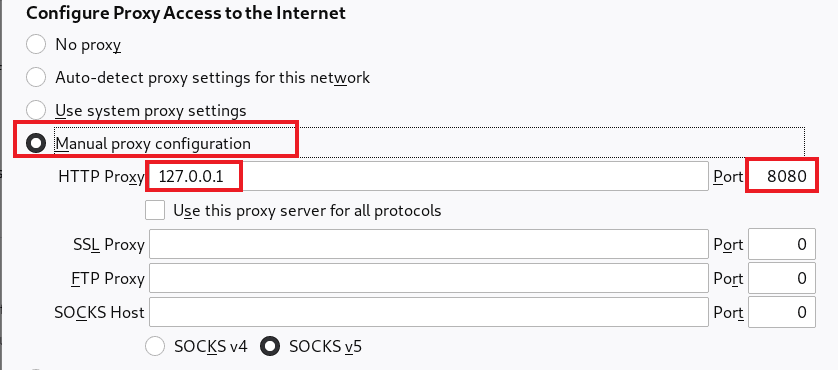 Configure Proxy Access to the Internet
No proxy
Auto-detect proxy settings for this network
Use system proxy settings
Manual proxy configuration
HTTP Proxy 127.0.0.1 Port 8080
Use this proxy server for all protocols
SSL Proxy Port 0
FTP Proxy Port 0
SOCKS Host Port 0
SOCKS v4 SOCKS v5